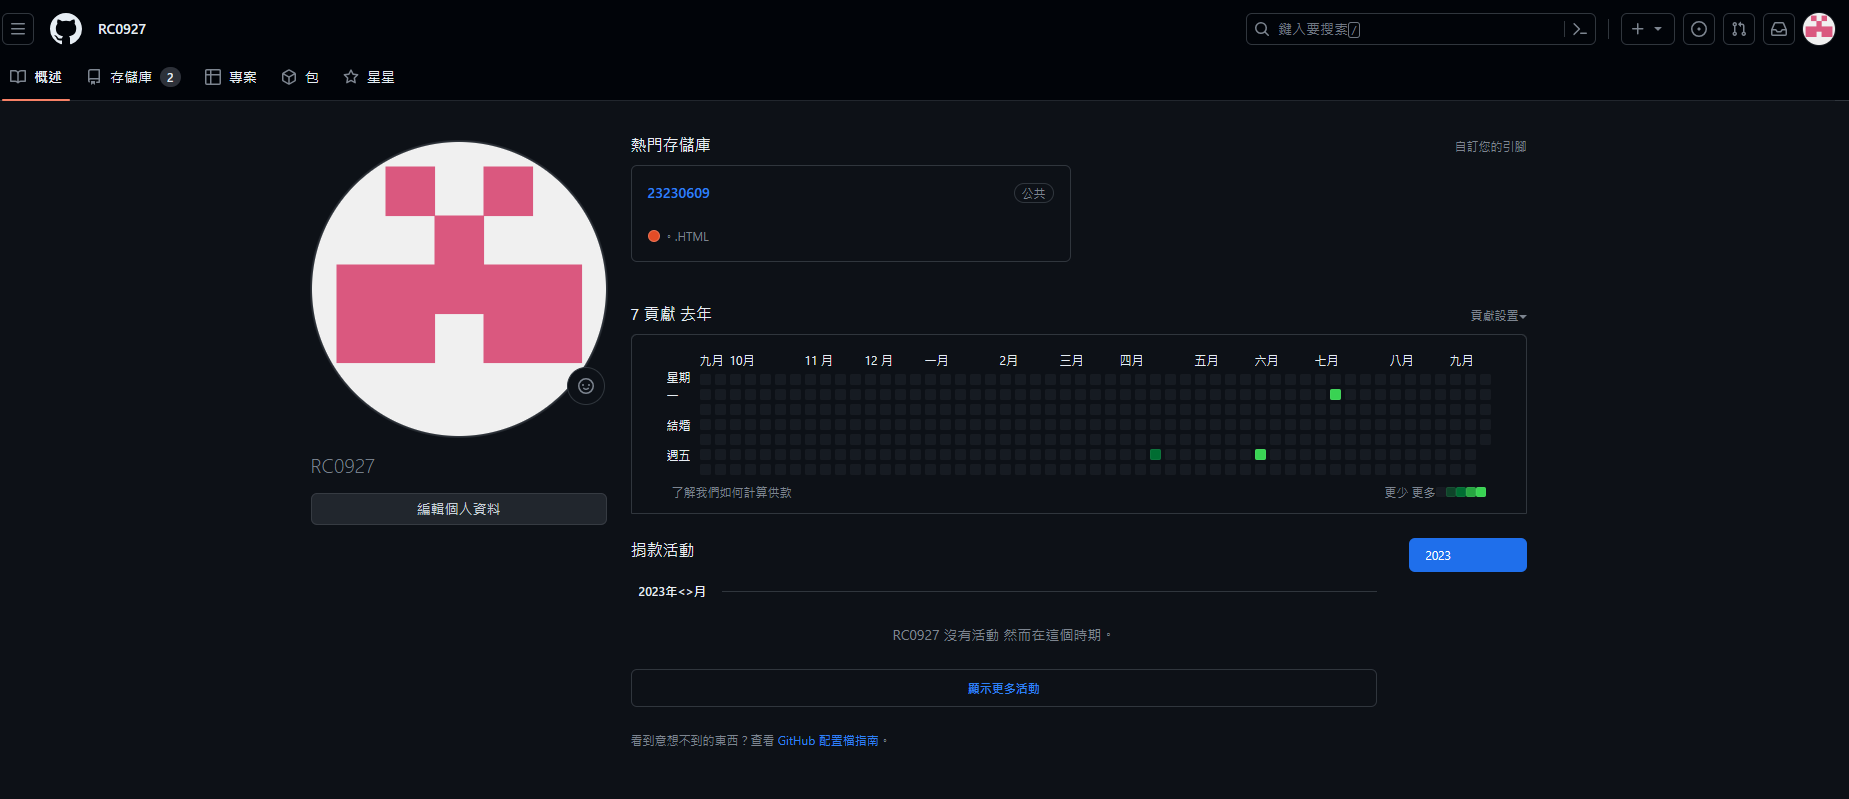 RC0927
鍵入要搜索/
概述
存儲庫 2
專案
包
星星
熱門存儲庫
自訂您的引腳
23230609
公共
。.HTML
7 貢獻 去年
貢獻設置
九月 10月 11 月 12 月 一月 2月 三月 四月 五月 六月 七月 八月 九月
星期
一
結婚
週五
了解我們如何計算供款
更少 更多
RC0927
編輯個人資料
捐款活動
2023
2023年<>月
RC0927 沒有活動 然而在這個時期。
顯示更多活動
看到意想不到的東西？查看 GitHub 配置檔指南。